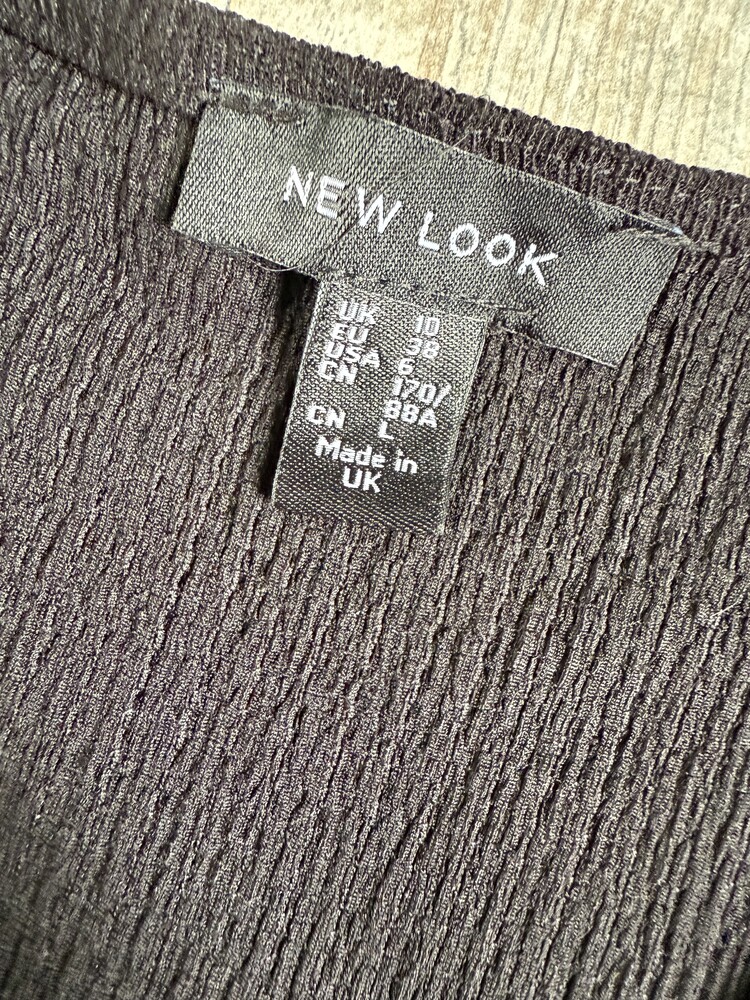 NEW LOOK
UK 10
EU 38
USA 6
CN 170/
88A
CN L
Made in
UK